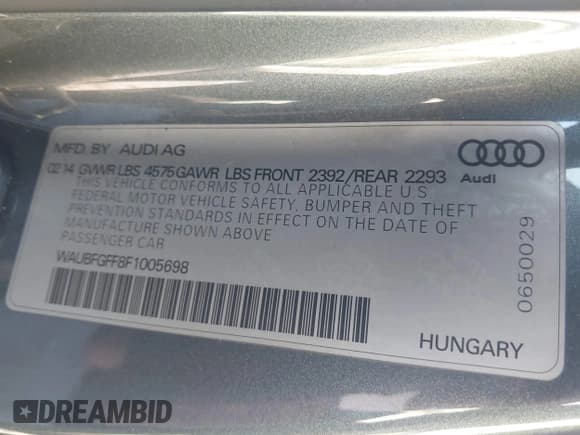 MFD. BY AUDI AG
02 14 GVWR LBS 4575 GAWR LBS FRONT 2392/REAR 2293
THIS VEHICLE CONFORMS TO ALL APPLICABLE U.S.
FEDERAL MOTOR VEHICLE SAFETY, BUMPER AND THEFT
PREVENTION STANDARDS IN EFFECT ON THE DATE OF
MANUFACTURE SHOWN ABOVE
PASSENGER CAR
WAUBFGFF8F1005698
Audi
0650029
HUNGARY
DREAMBID